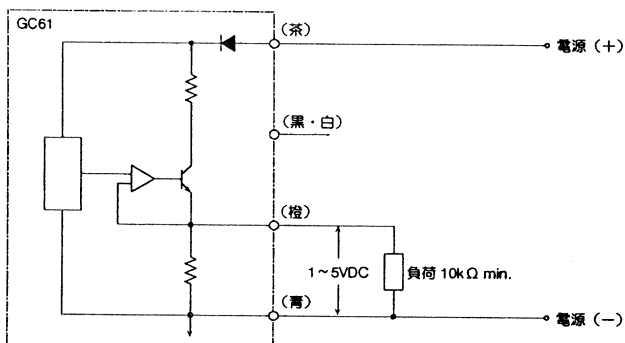 GC61
(茶)
電源(+)
(黒・白)
(橙)
1~5VDC
負荷 10kΩ min.
(青)
電源(-)